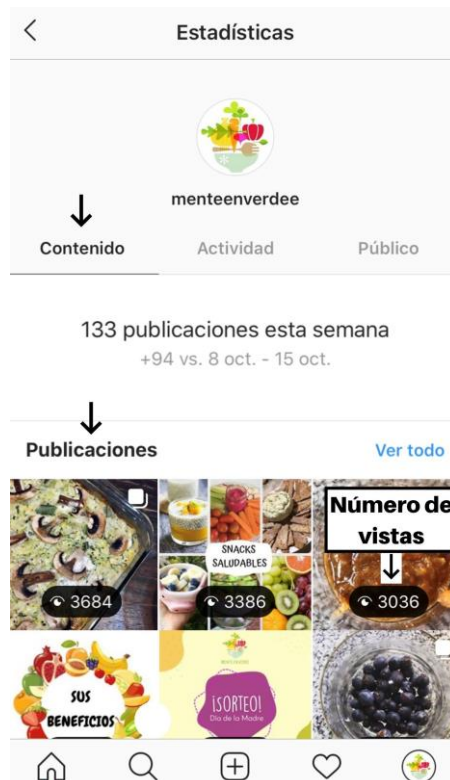 Estadísticas
menteenverdee
Contenido
Actividad
Público
133 publicaciones esta semana
+94 vs. 8 oct. - 15 oct.
Publicaciones
Ver todo
Número de
vistas
SNACKS
SALUDABLES
3684
3386
3036
SUS
BENEFICIOS
¡SORTEO!
Día de la Madre